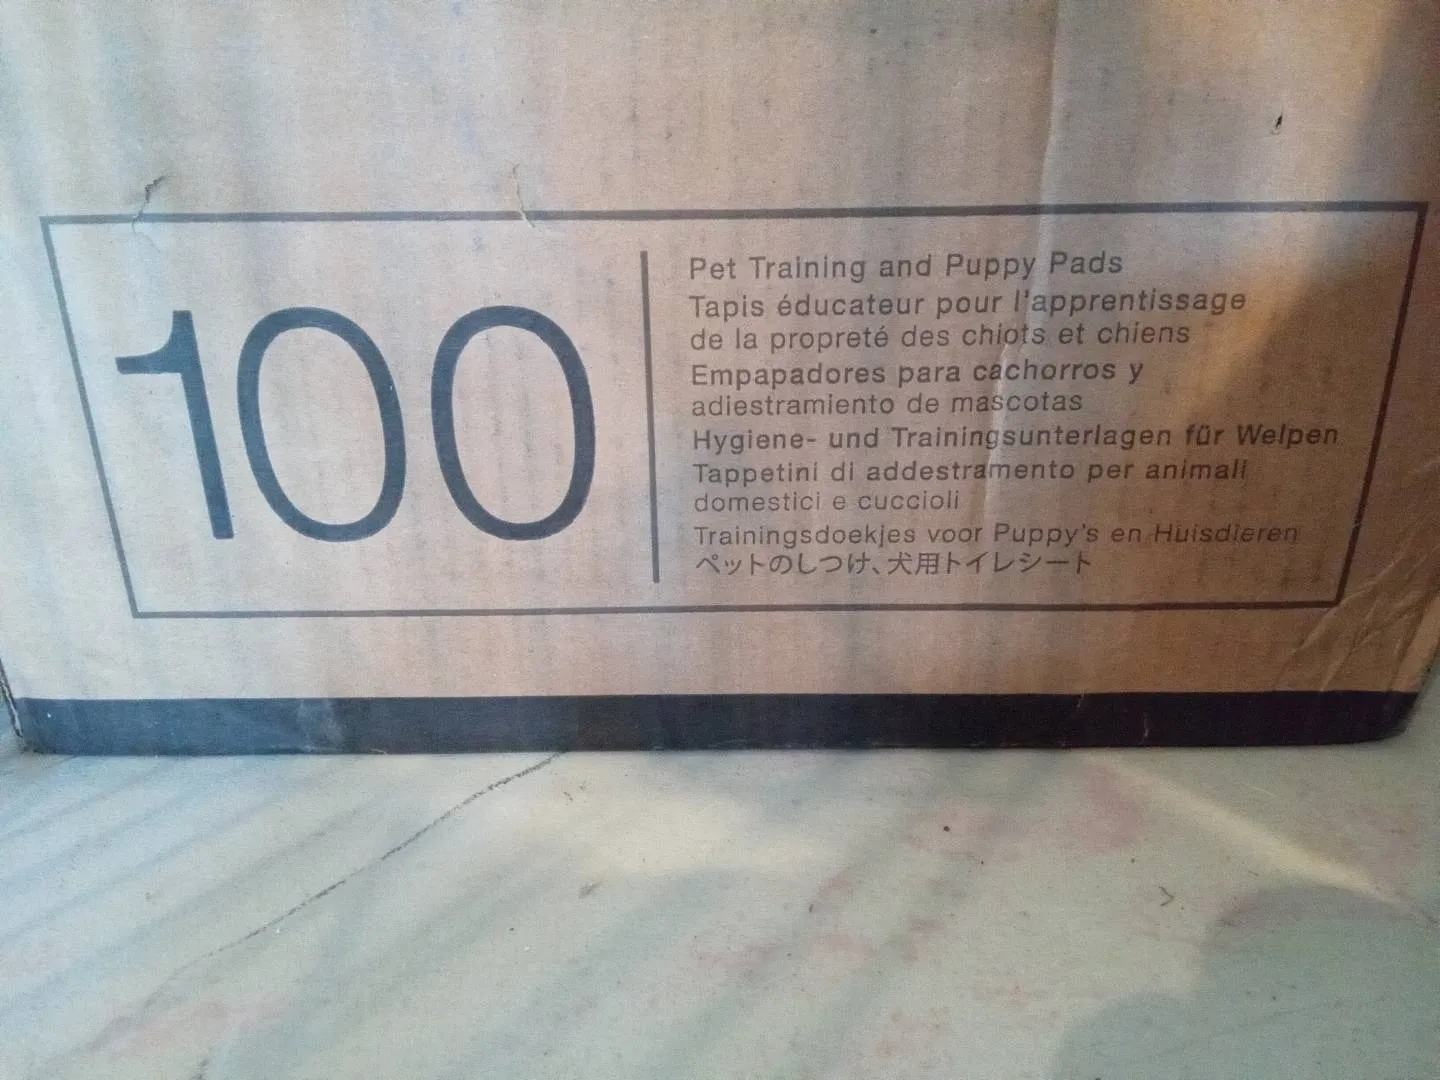 100
Pet Training and Puppy Pads
Tapis éducateur pour l'apprentissage
de la propreté des chiots et chiens
Empapadores para cachorros y
adiestramiento de mascotas
Hygiene- und Trainingsunterlagen für Welpen
Tappetini di addestramento per animali
domestici e cuccioli
Trainingsdoekjes voor Puppy's en Huisdieren
ペットのしつけ、犬用トイレシート